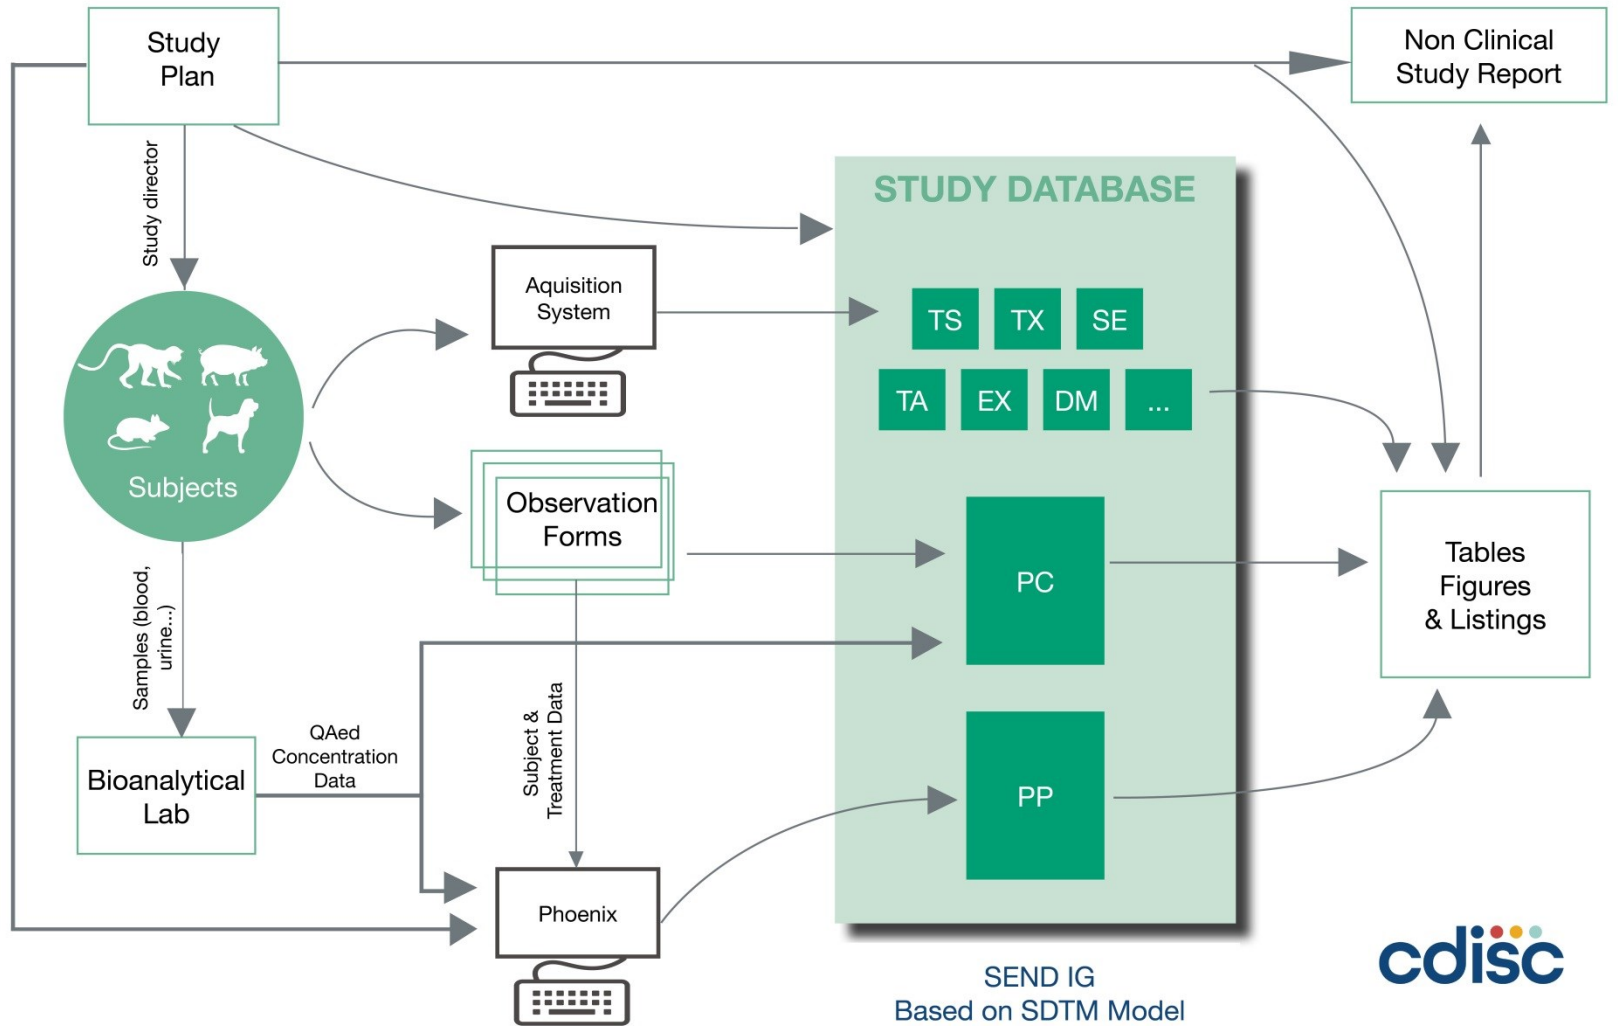 Study
Plan
Non Clinical
Study Report
Study director
STUDY DATABASE
Aquisition
System
TS
TX
SE
TA
EX
DM
...
Subjects
Observation
Forms
PC
Tables
Figures
& Listings
Samples (blood,
urine...)
Subject &
Treatment Data
QAed
Concentration
Data
Bioanalytical
Lab
PP
Phoenix
SEND IG
Based on SDTM Model
cdisc